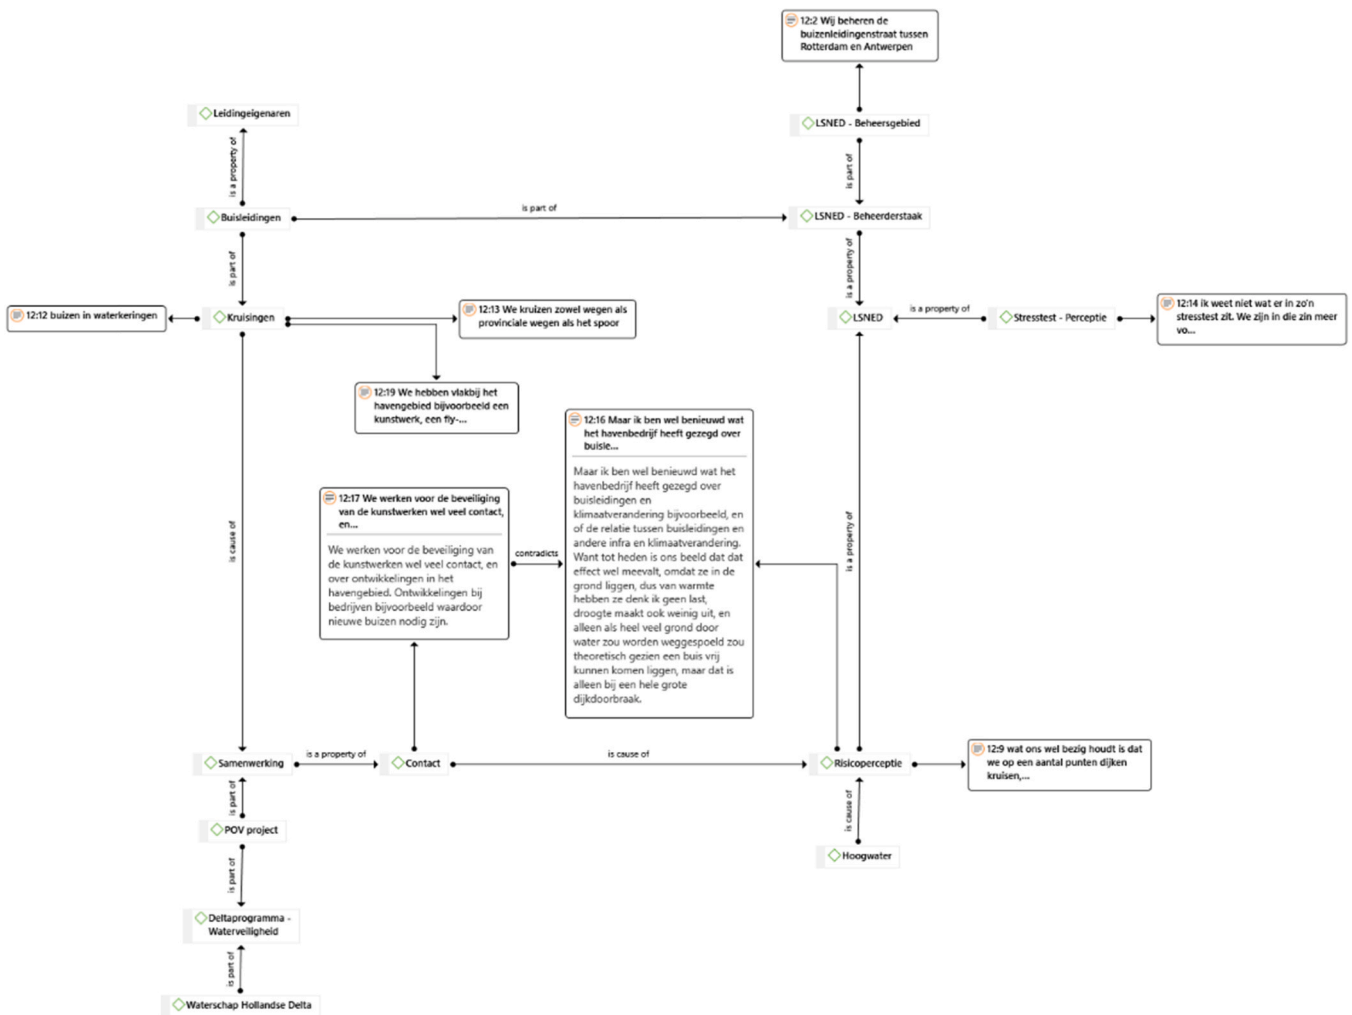 12:2 Wij beheren de
buizenleidingenstraat tussen
Rotterdam en Antwerpen
Leidingeigenaren
LSNED - Beheersgebied
is a property of
is part of
Buisleidingen
is part of
LSNED - Beheerderstaak
is part of
is a property of
12:12 buizen in waterkeringen
Kruisingen
12:13 We kruizen zowel wegen als
provinciale wegen als het spoor
LSNED
is a property of
Stresstest - Perceptie
12:14 ik weet niet wat er in zo'n
stresstest zit. We zijn in die zin meer
vo...
12:19 We hebben vlakbij het
havengebied bijvoorbeeld een
kunstwerk, een fly-...
12:16 Maar ik ben wel benieuwd wat
het havenbedrijf heeft gezegd over
buisle...
Maar ik ben wel benieuwd wat het
havenbedrijf heeft gezegd over
buisleidingen en
klimaatverandering bijvoorbeeld, en
of de relatie tussen buisleidingen en
andere infra en klimaatverandering.
Want tot heden is ons beeld dat dat
effect wel meevalt, omdat ze in de
grond liggen, dus van warmte
hebben ze denk ik geen last,
droogte maakt ook weinig uit, en
alleen als heel veel grond door
water zou worden weggespoeld zou
theoretisch gezien een buis vrij
kunnen komen liggen, maar dat is
alleen bij een hele grote
dijkdoorbraak.
12:17 We werken voor de beveiliging
van de kunstwerken wel veel contact,
en...
We werken voor de beveiliging van
de kunstwerken wel veel contact, en
over ontwikkelingen in het
havengebied. Ontwikkelingen bij
bedrijven bijvoorbeeld waardoor
nieuwe buizen nodig zijn.
contradicts
is cause of
is a property of
Samenwerking
is a property of
Contact
is cause of
Risicoperceptie
12:9 wat ons wel bezig houdt is dat
we op een aantal punten dijken
kruisen,...
is part of
POV project
is cause of
Hoogwater
is part of
Deltaprogramma -
Waterveiligheid
is part of
Waterschap Hollandse Delta